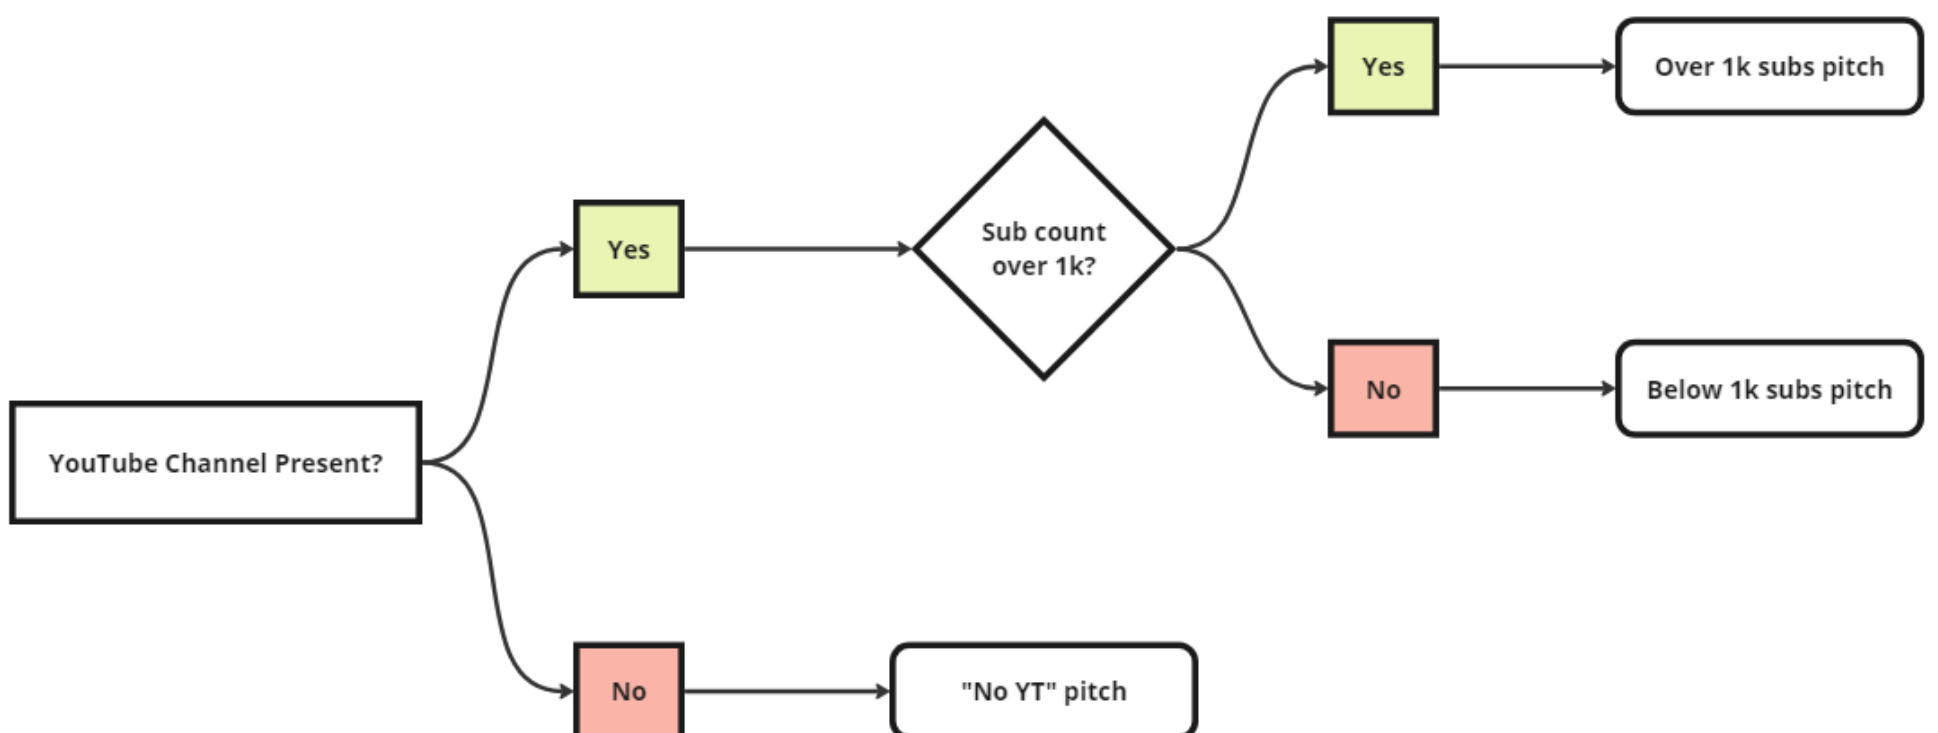 Yes
Over 1k subs pitch
Yes
Sub count
over 1k?
No
Below 1k subs pitch
YouTube Channel Present?
No
"No YT" pitch